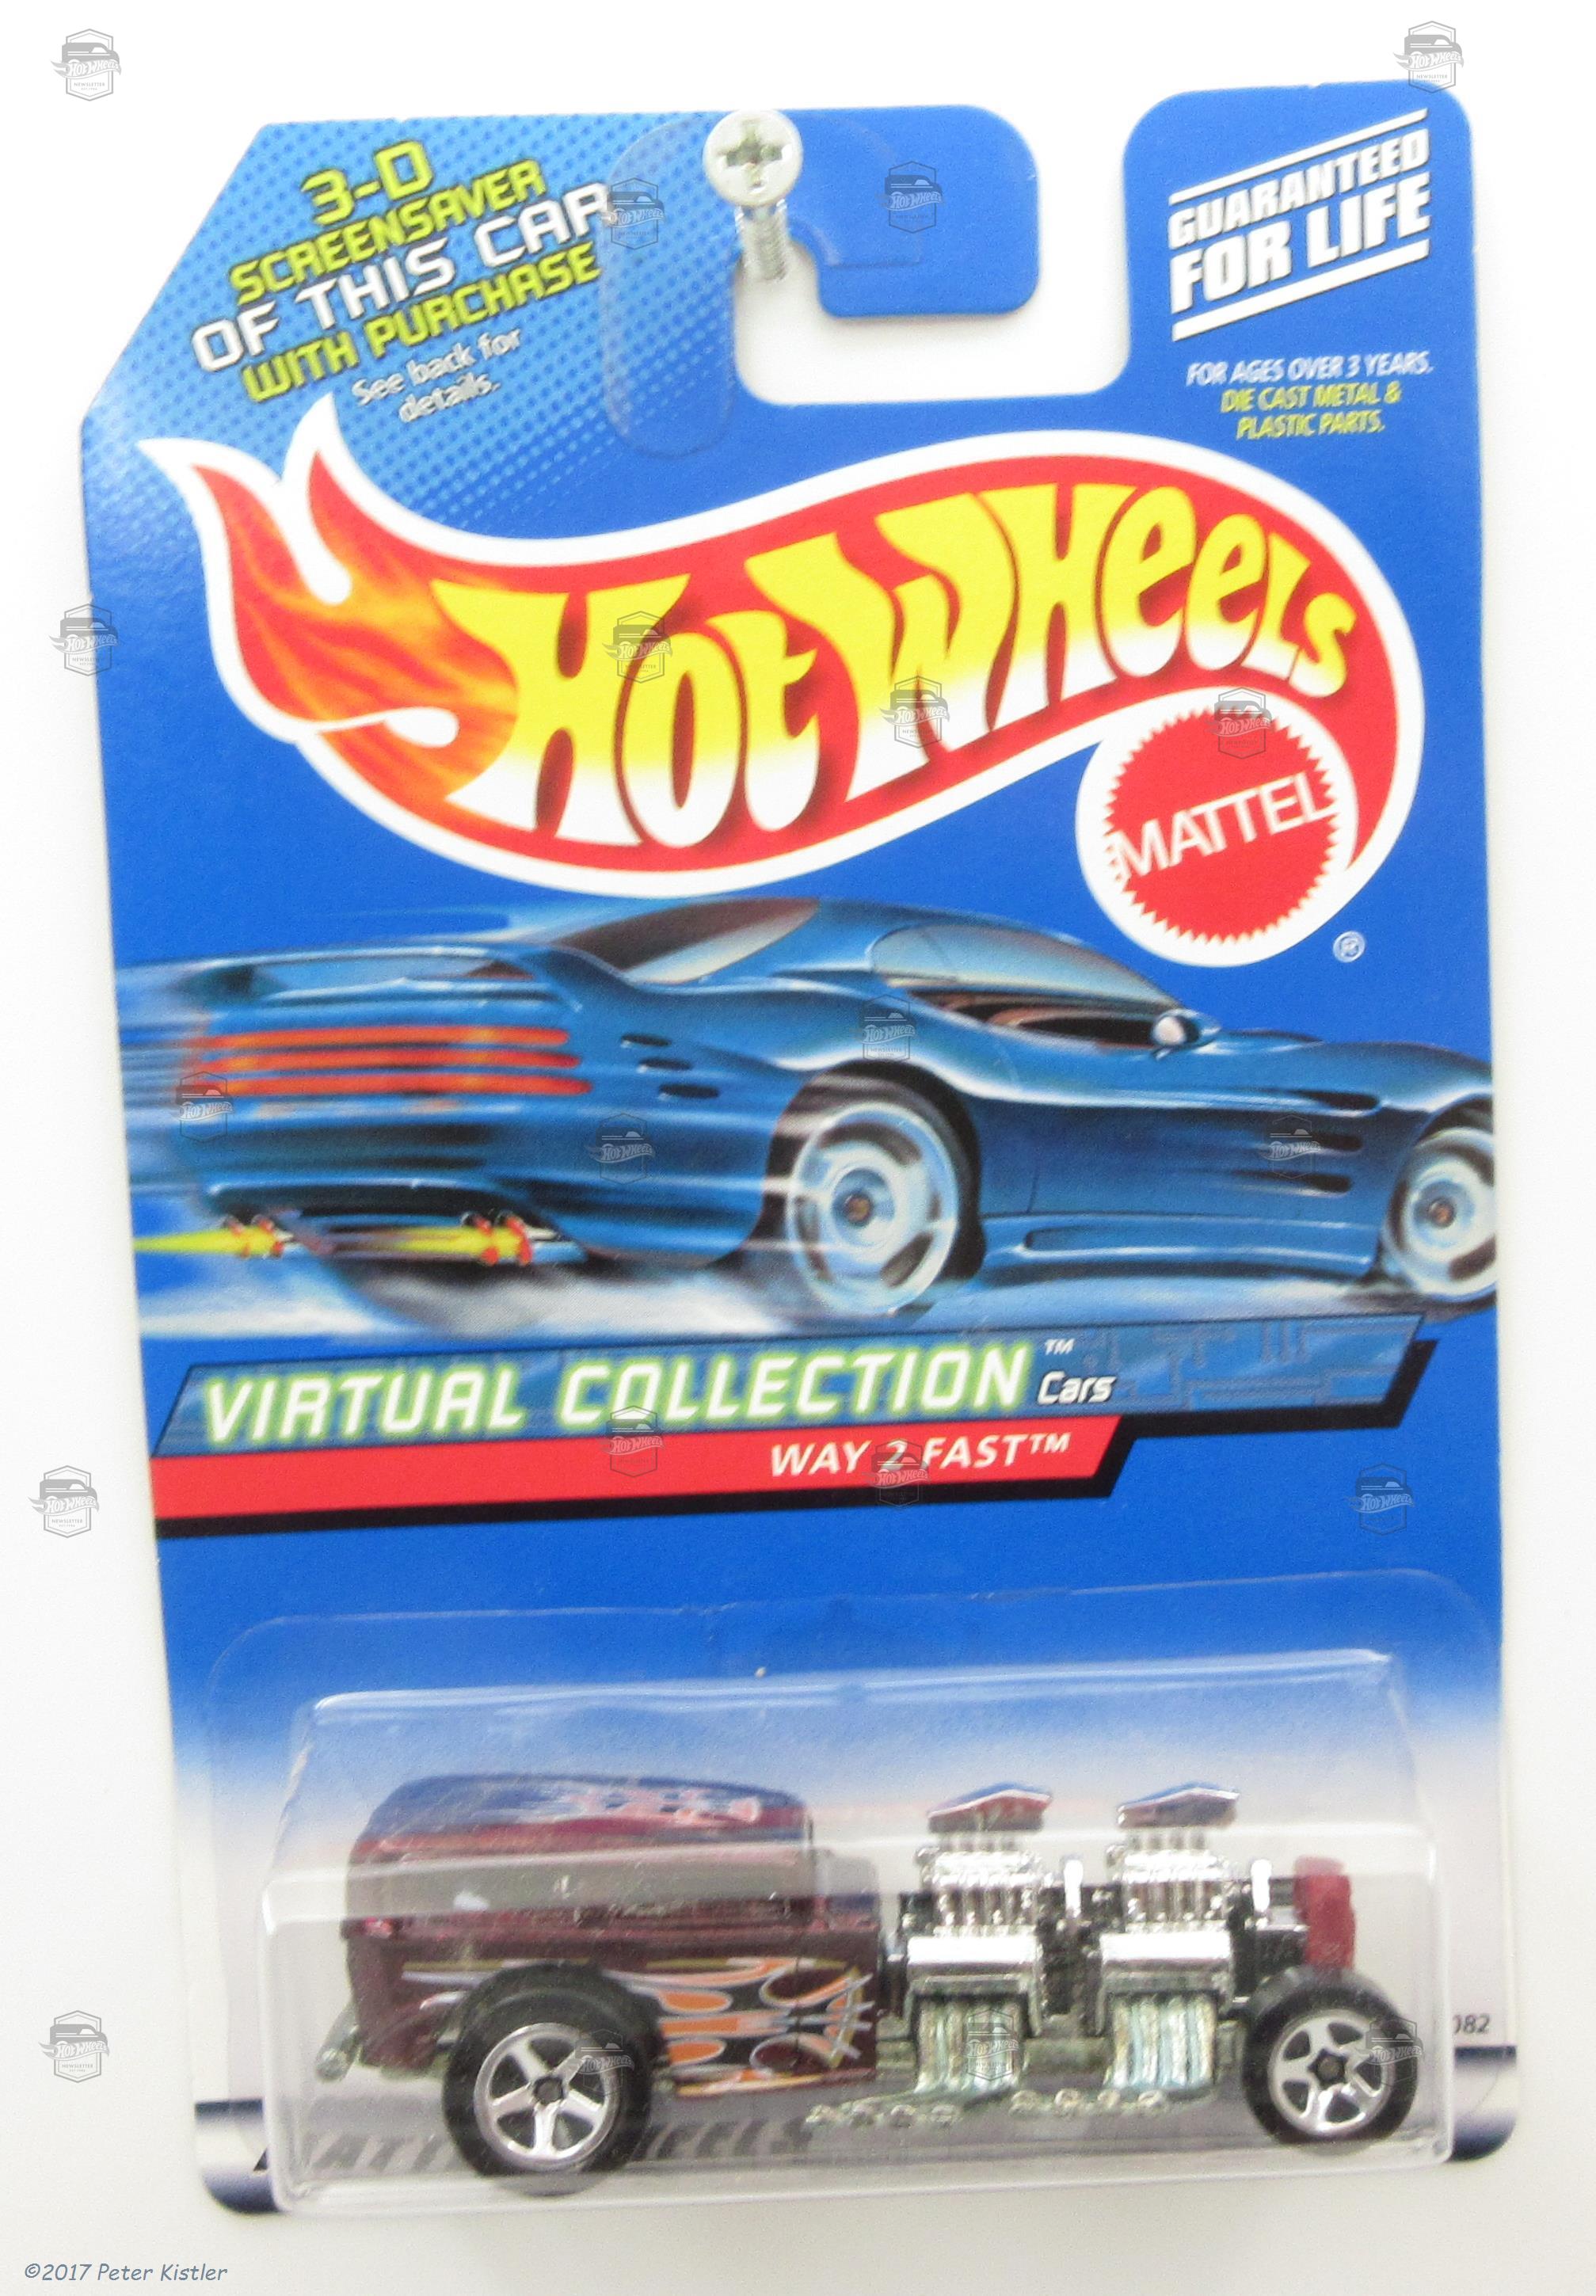 3-D
SCREENSAVER
OF THIS CAR
WITH PURCHASE
See back for
details.
GUARANTEED
FOR LIFE
FOR AGES OVER 3 YEARS.
DIE CAST METAL &
PLASTIC PARTS.
Hot Wheels
MATTEL
®
VIRTUAL COLLECTION™
Cars
WAY 2 FAST™
082
©2017 Peter Kistler